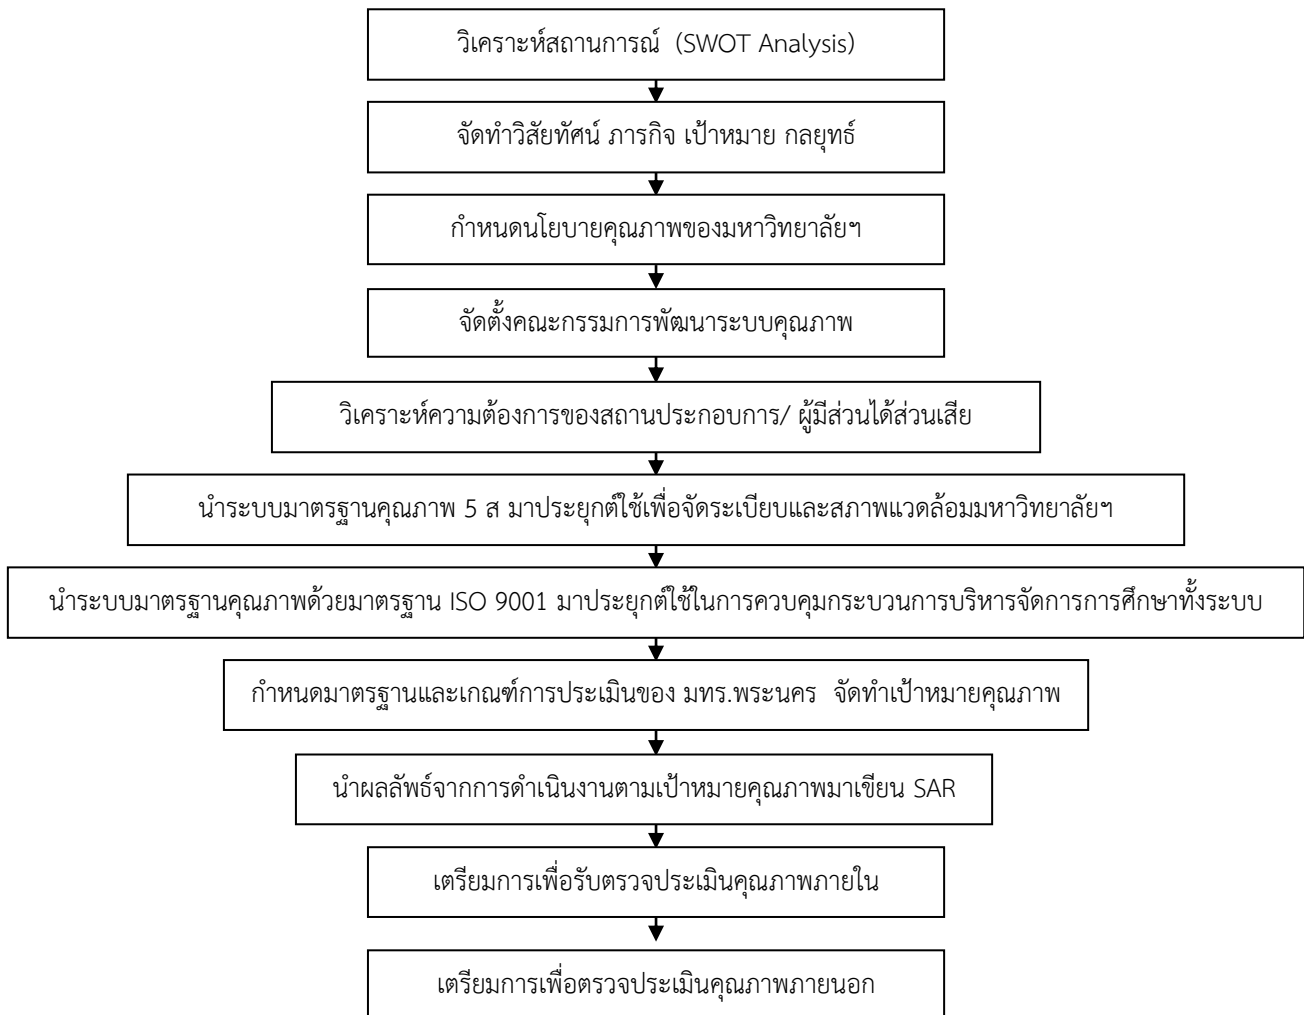 วิเคราะห์สถานการณ์ (SWOT Analysis)
จัดทำวิสัยทัศน์ ภารกิจ เป้าหมาย กลยุทธ์
กำหนดนโยบายคุณภาพของมหาวิทยาลัยฯ
จัดตั้งคณะกรรมการพัฒนาระบบคุณภาพ
วิเคราะห์ความต้องการของสถานประกอบการ/ ผู้มีส่วนได้ส่วนเสีย
นำระบบมาตรฐานคุณภาพ 5 ส มาประยุกต์ใช้เพื่อจัดระเบียบและสภาพแวดล้อมมหาวิทยาลัยฯ
นำระบบมาตรฐานคุณภาพด้วยมาตรฐาน ISO 9001 มาประยุกต์ใช้ในการควบคุมกระบวนการบริหารจัดการการศึกษาทั้งระบบ
กำหนดมาตรฐานและเกณฑ์การประเมินของ มทร.พระนคร จัดทำเป้าหมายคุณภาพ
นำผลลัพธ์จากการดำเนินงานตามเป้าหมายคุณภาพมาเขียน SAR
เตรียมการเพื่อรับตรวจประเมินคุณภาพภายใน
เตรียมการเพื่อตรวจประเมินคุณภาพภายนอก